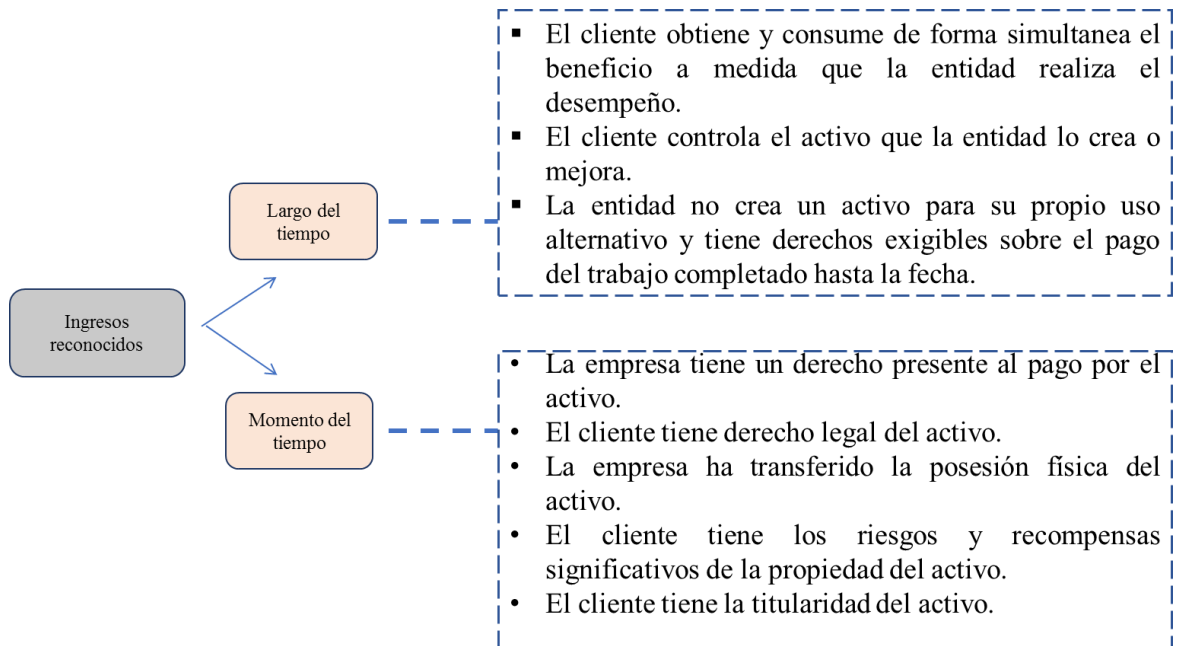 ▪ El cliente obtiene y consume de forma simultanea el
beneficio a medida que la entidad realiza el
desempeño.
▪ El cliente controla el activo que la entidad lo crea o
mejora.
▪ La entidad no crea un activo para su propio uso
alternativo y tiene derechos exigibles sobre el pago
del trabajo completado hasta la fecha.
Largo del
tiempo
Ingresos
reconocidos
Momento del
tiempo
• La empresa tiene un derecho presente al pago por el
activo.
• El cliente tiene derecho legal del activo.
• La empresa ha transferido la posesión física del
activo.
• El cliente tiene los riesgos y recompensas
significativos de la propiedad del activo.
• El cliente tiene la titularidad del activo.